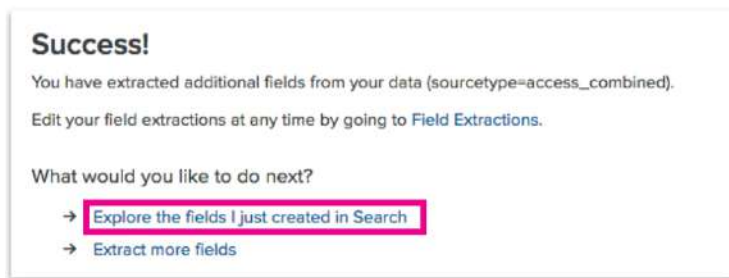 Success!
You have extracted additional fields from your data (sourcetype=access_combined).
Edit your field extractions at any time by going to Field Extractions.
What would you like to do next?
→ Explore the fields I just created in Search
→ Extract more fields